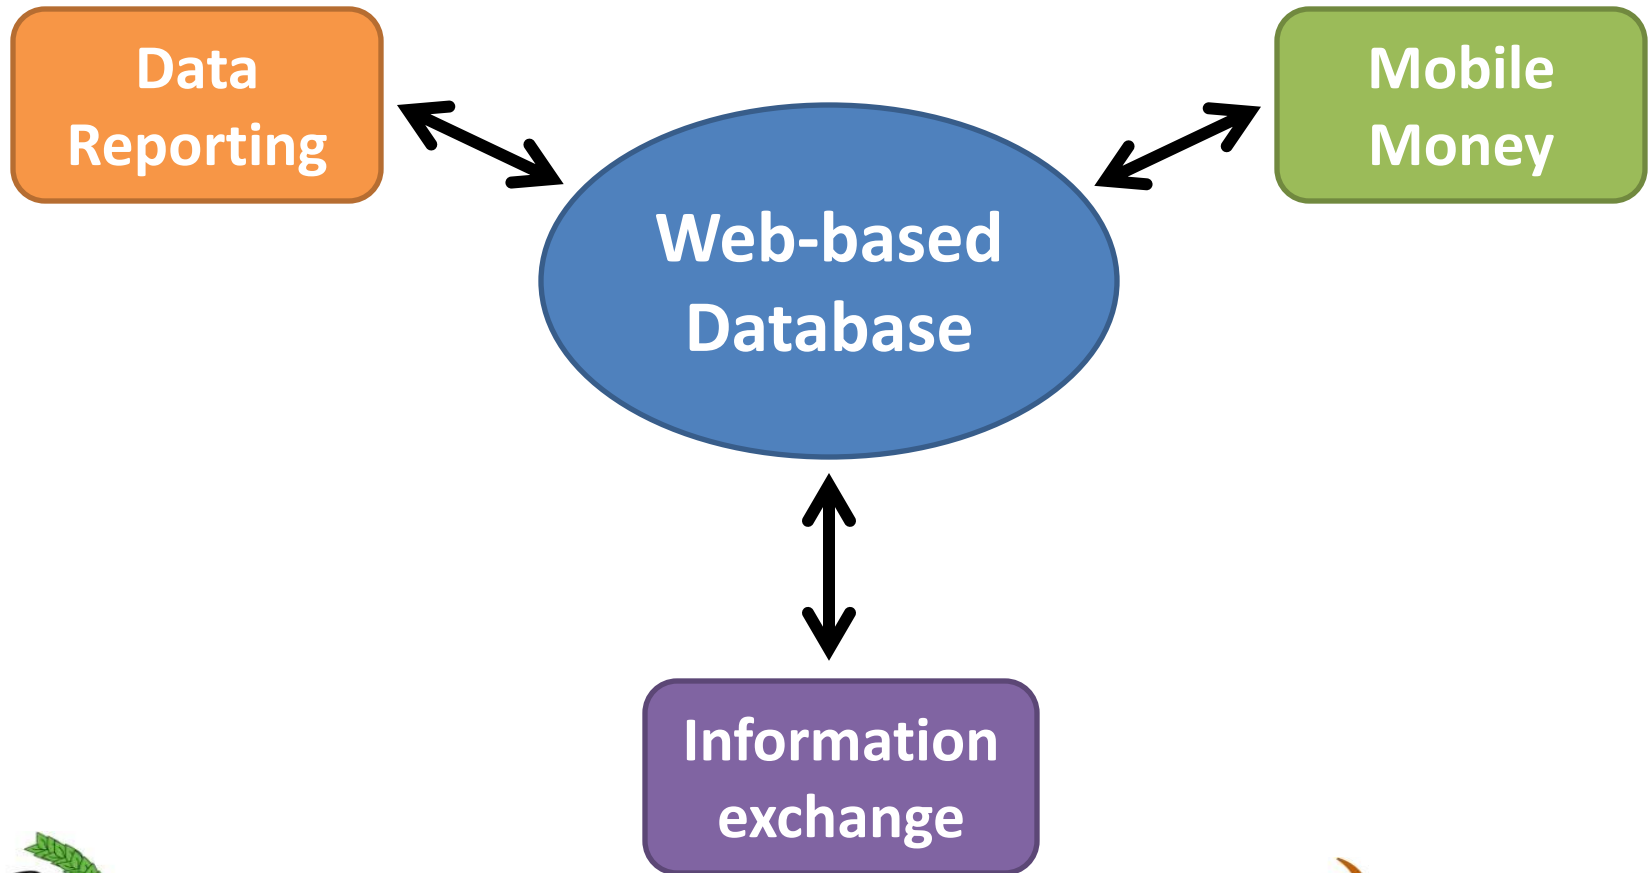 Data
Reporting
Mobile
Money
Web-based
Database
Information
exchange